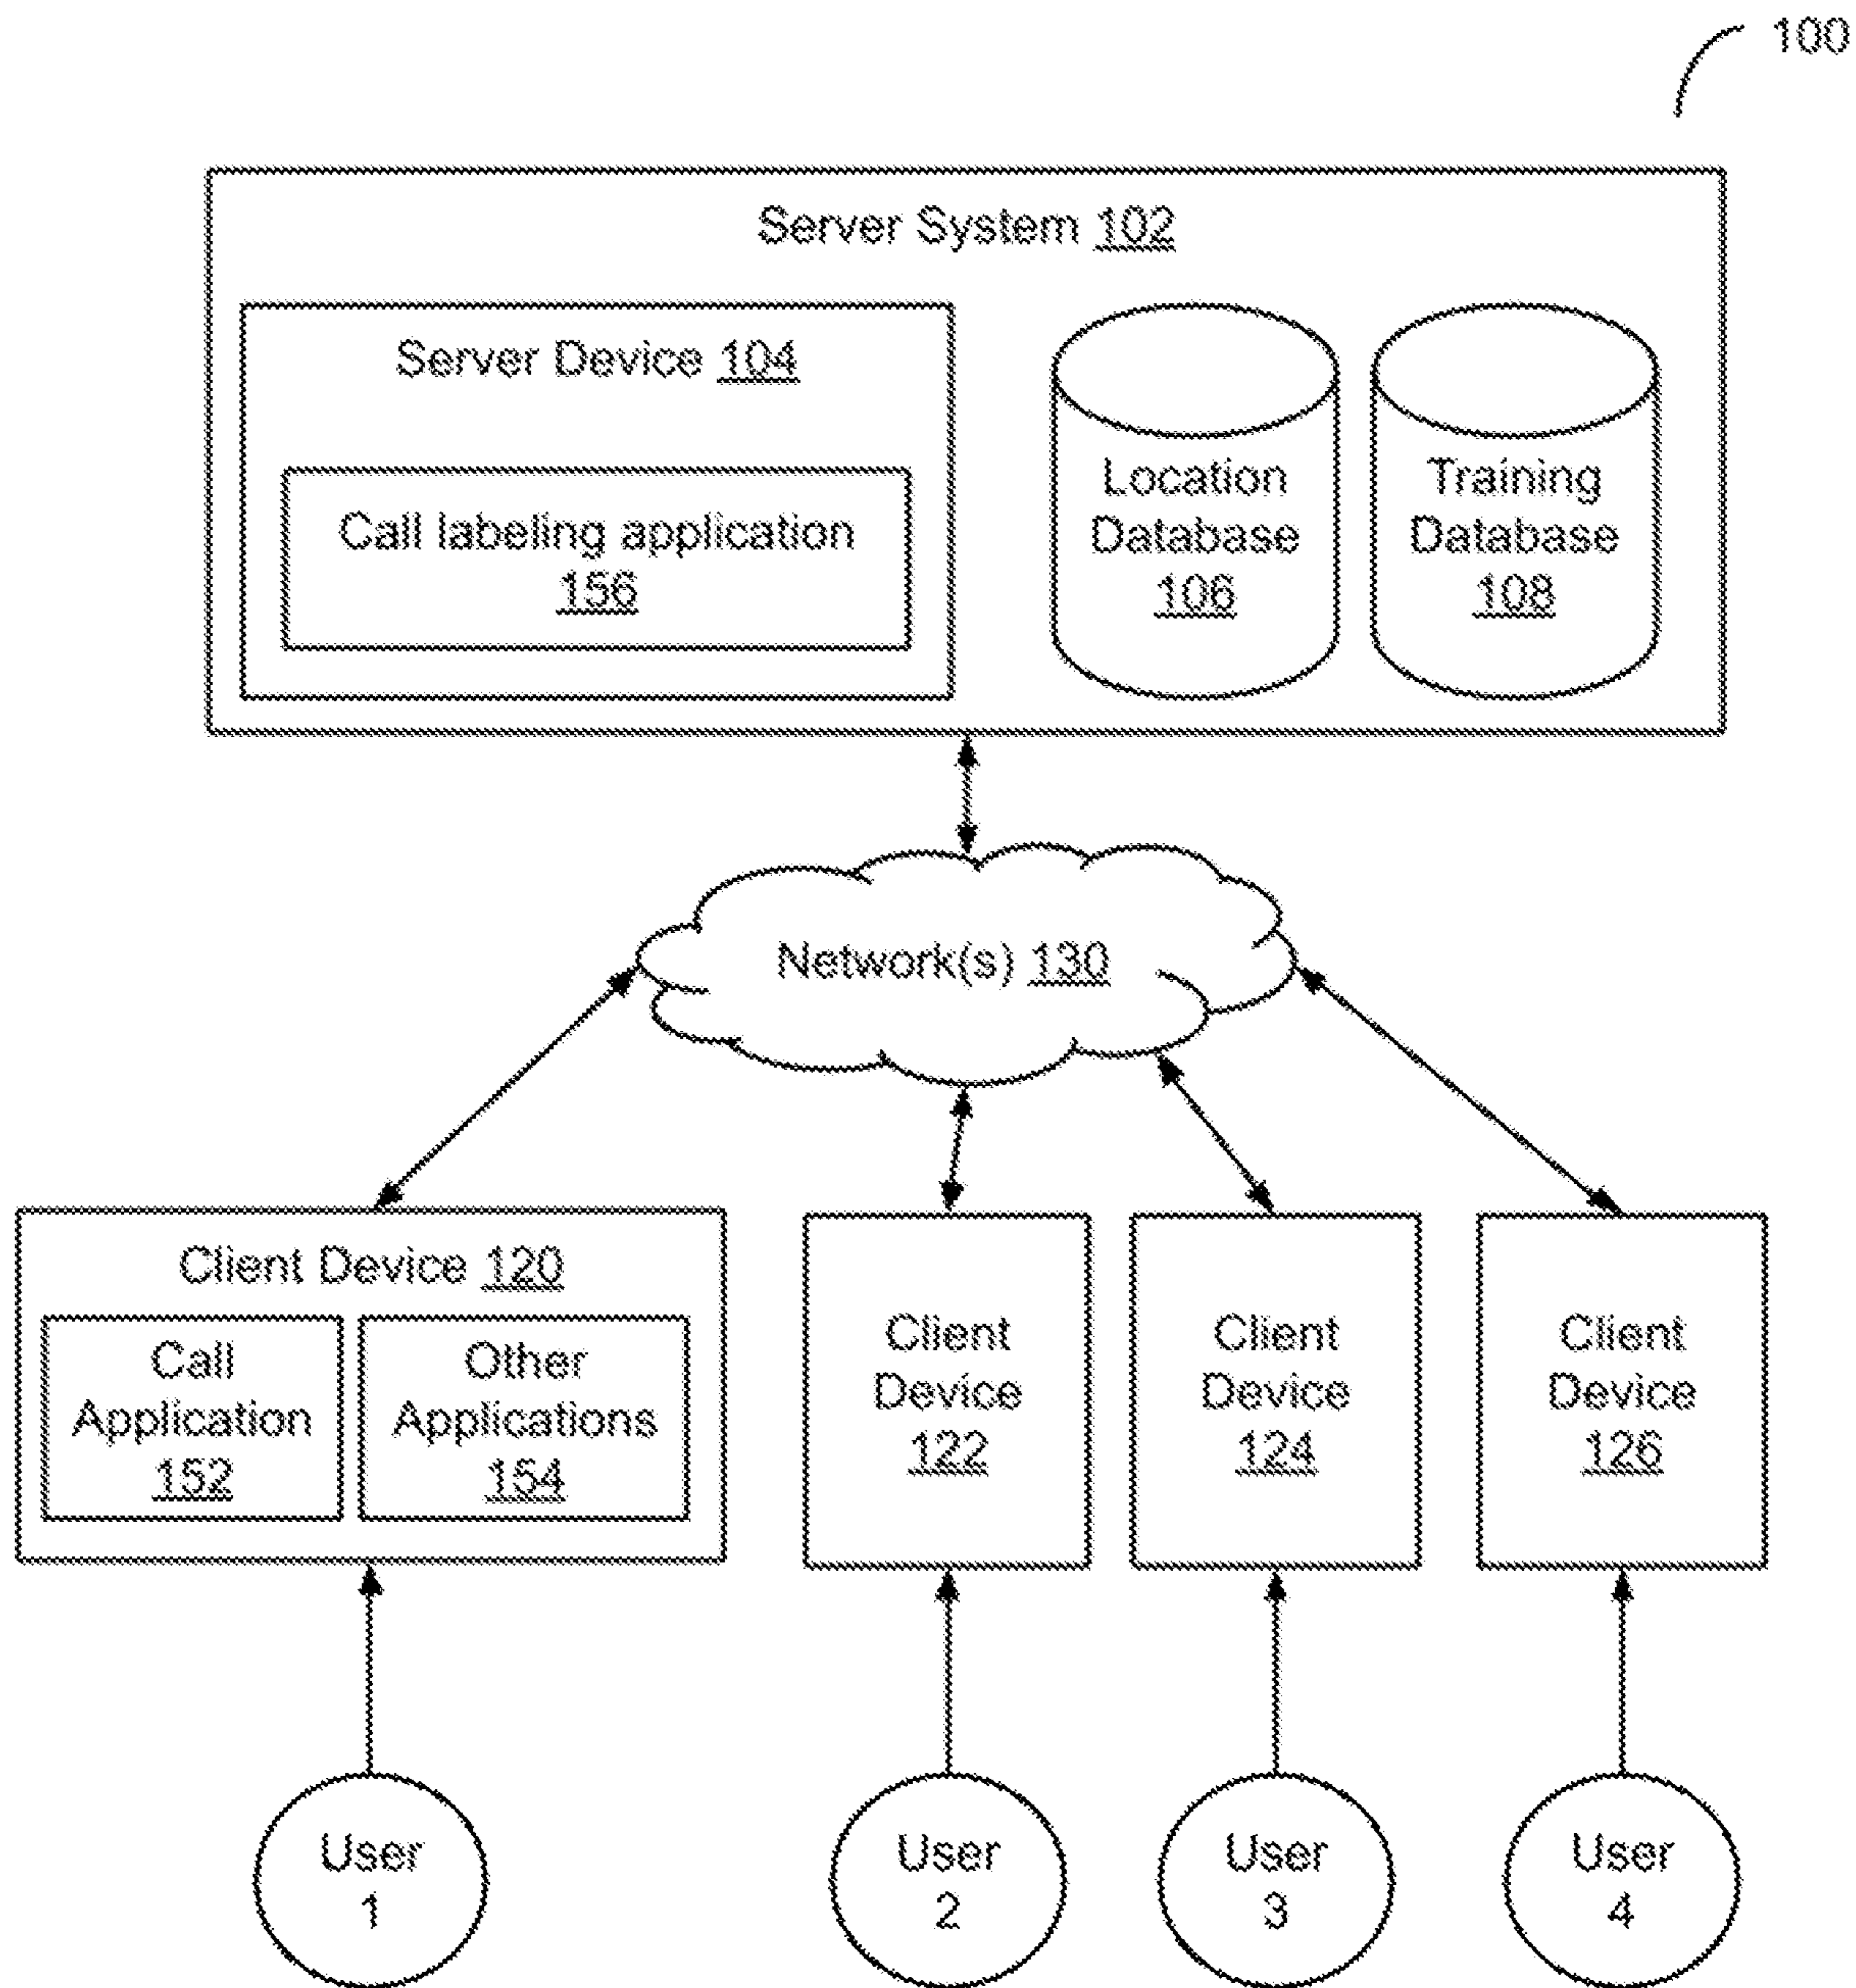 100
Server System 102
Server Device 104
Call labeling application
156
Location
Database
106
Training
Database
108
Network(s) 130
Client Device 120
Call
Application
152
Other
Applications
154
Client
Device
122
Client
Device
124
Client
Device
126
User
1
User
2
User
3
User
4